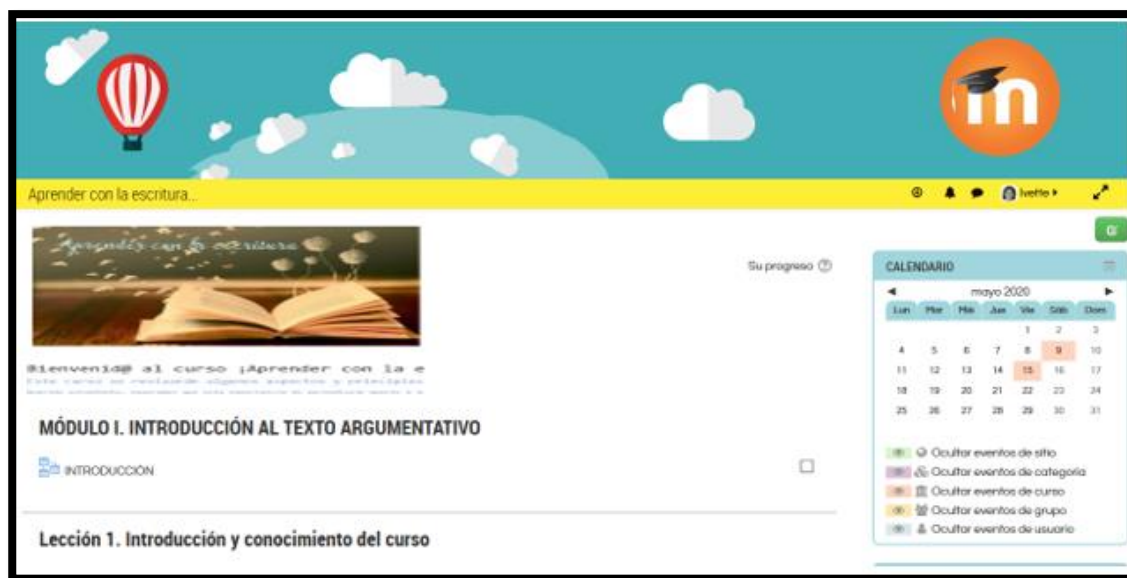 m
Aprender con la escritura...
Ivette
Aprender con la escritura
Su progreso
CALENDARIO
mayo 2020
Lun Mar Mié Jue Vie Sáb Dom
1 2 3
4 5 6 7 8 9 10
11 12 13 14 15 16 17
18 19 20 21 22 23 24
25 26 27 28 29 30 31
Bienvenid@ al curso ¡Aprender con la e
Este curso
MÓDULO I. INTRODUCCIÓN AL TEXTO ARGUMENTATIVO
INTRODUCCIÓN
Ocultar eventos de sitio
Ocultar eventos de categoría
Ocultar eventos de curso
Ocultar eventos de grupo
Ocultar eventos de usuario
Lección 1. Introducción y conocimiento del curso